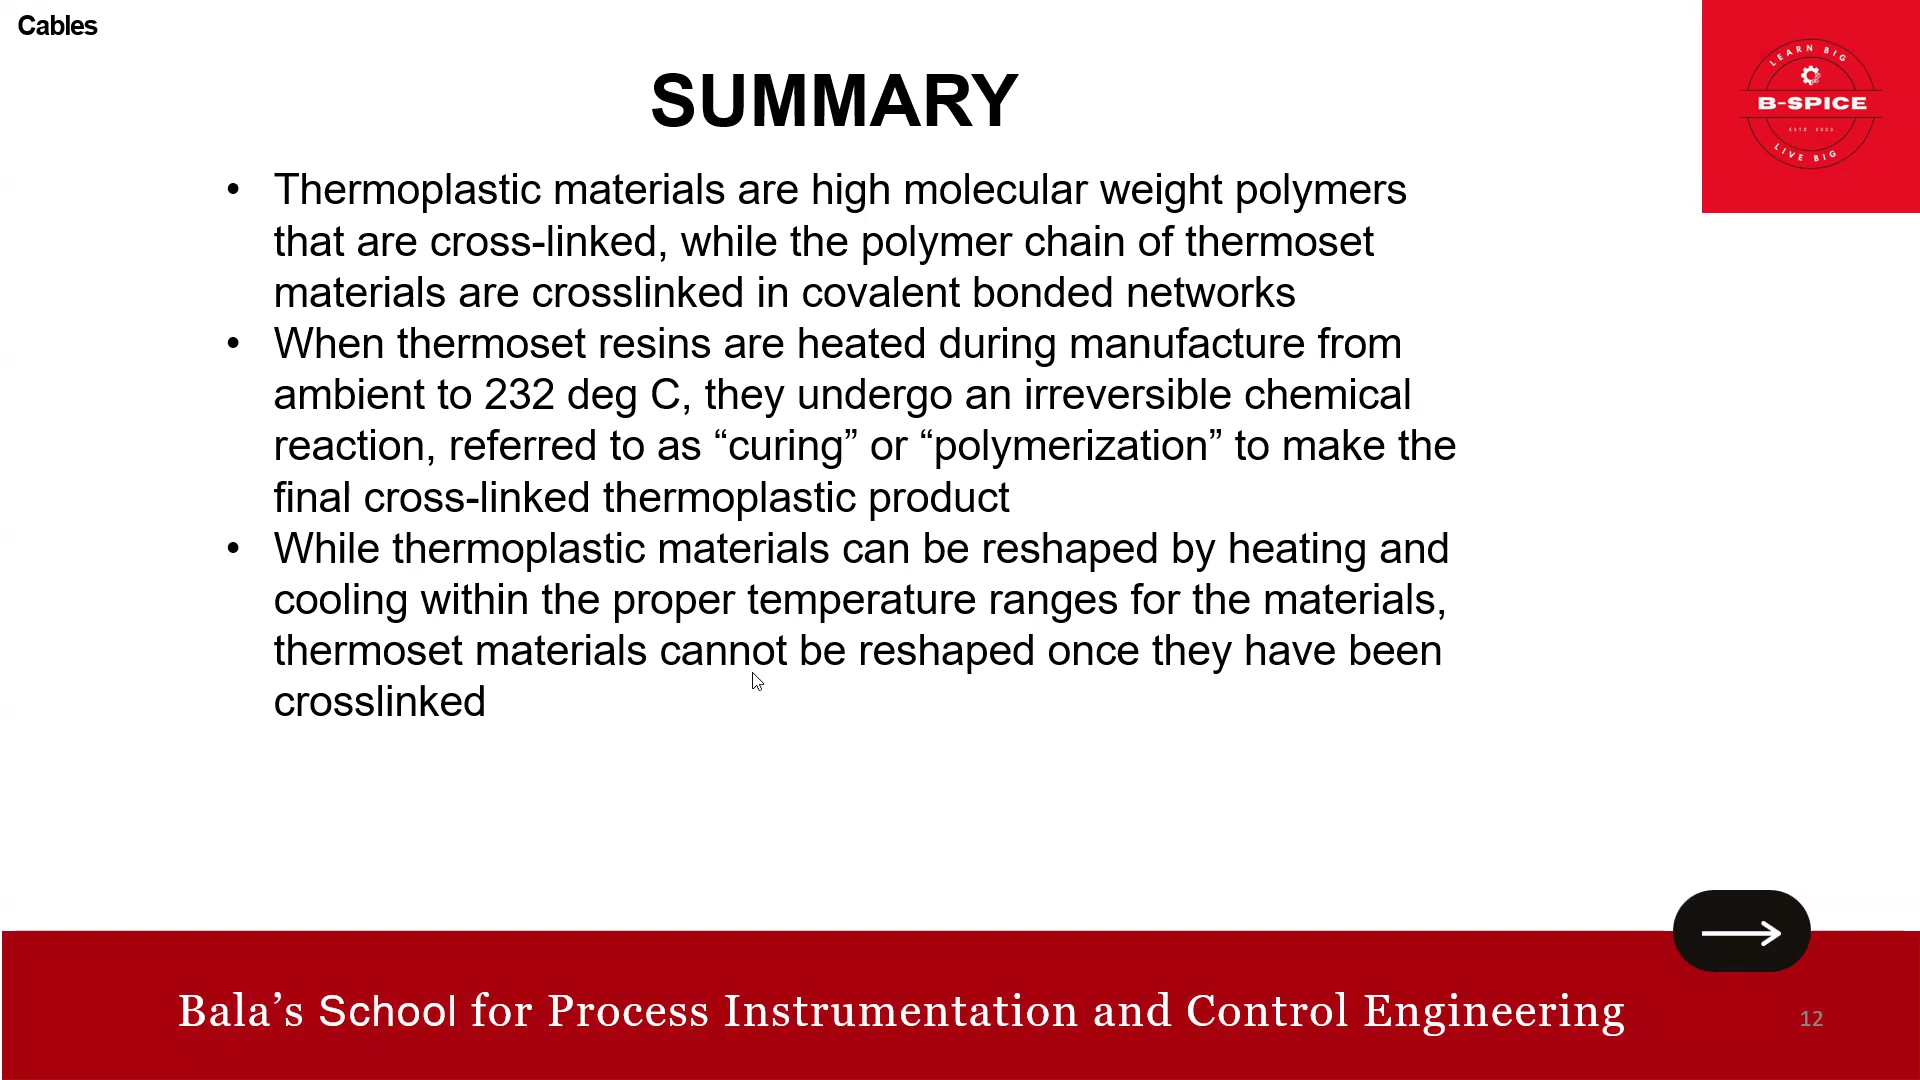 Cables
SUMMARY
LEARN BIG
B-SPICE
ESTD 2023
LIVE BIG
• Thermoplastic materials are high molecular weight polymers
that are cross-linked, while the polymer chain of thermoset
materials are crosslinked in covalent bonded networks
• When thermoset resins are heated during manufacture from
ambient to 232 deg C, they undergo an irreversible chemical
reaction, referred to as “curing” or “polymerization” to make the
final cross-linked thermoplastic product
• While thermoplastic materials can be reshaped by heating and
cooling within the proper temperature ranges for the materials,
thermoset materials cannot be reshaped once they have been
crosslinked
Bala’s School for Process Instrumentation and Control Engineering
12